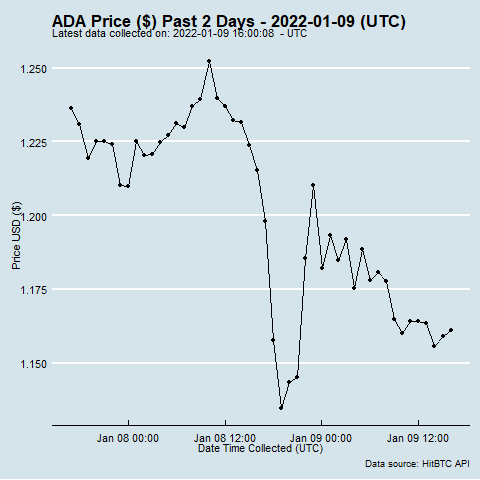 ADA Price ($) Past 2 Days - 2022-01-09 (UTC)
Latest data collected on: 2022-01-09 16:00:08  - UTC
Price USD ($)
1.250
1.225
1.200
1.175
1.150
Jan 08 00:00
Jan 08 12:00
Jan 09 00:00
Jan 09 12:00
Date Time Collected (UTC)
Data source: HitBTC API